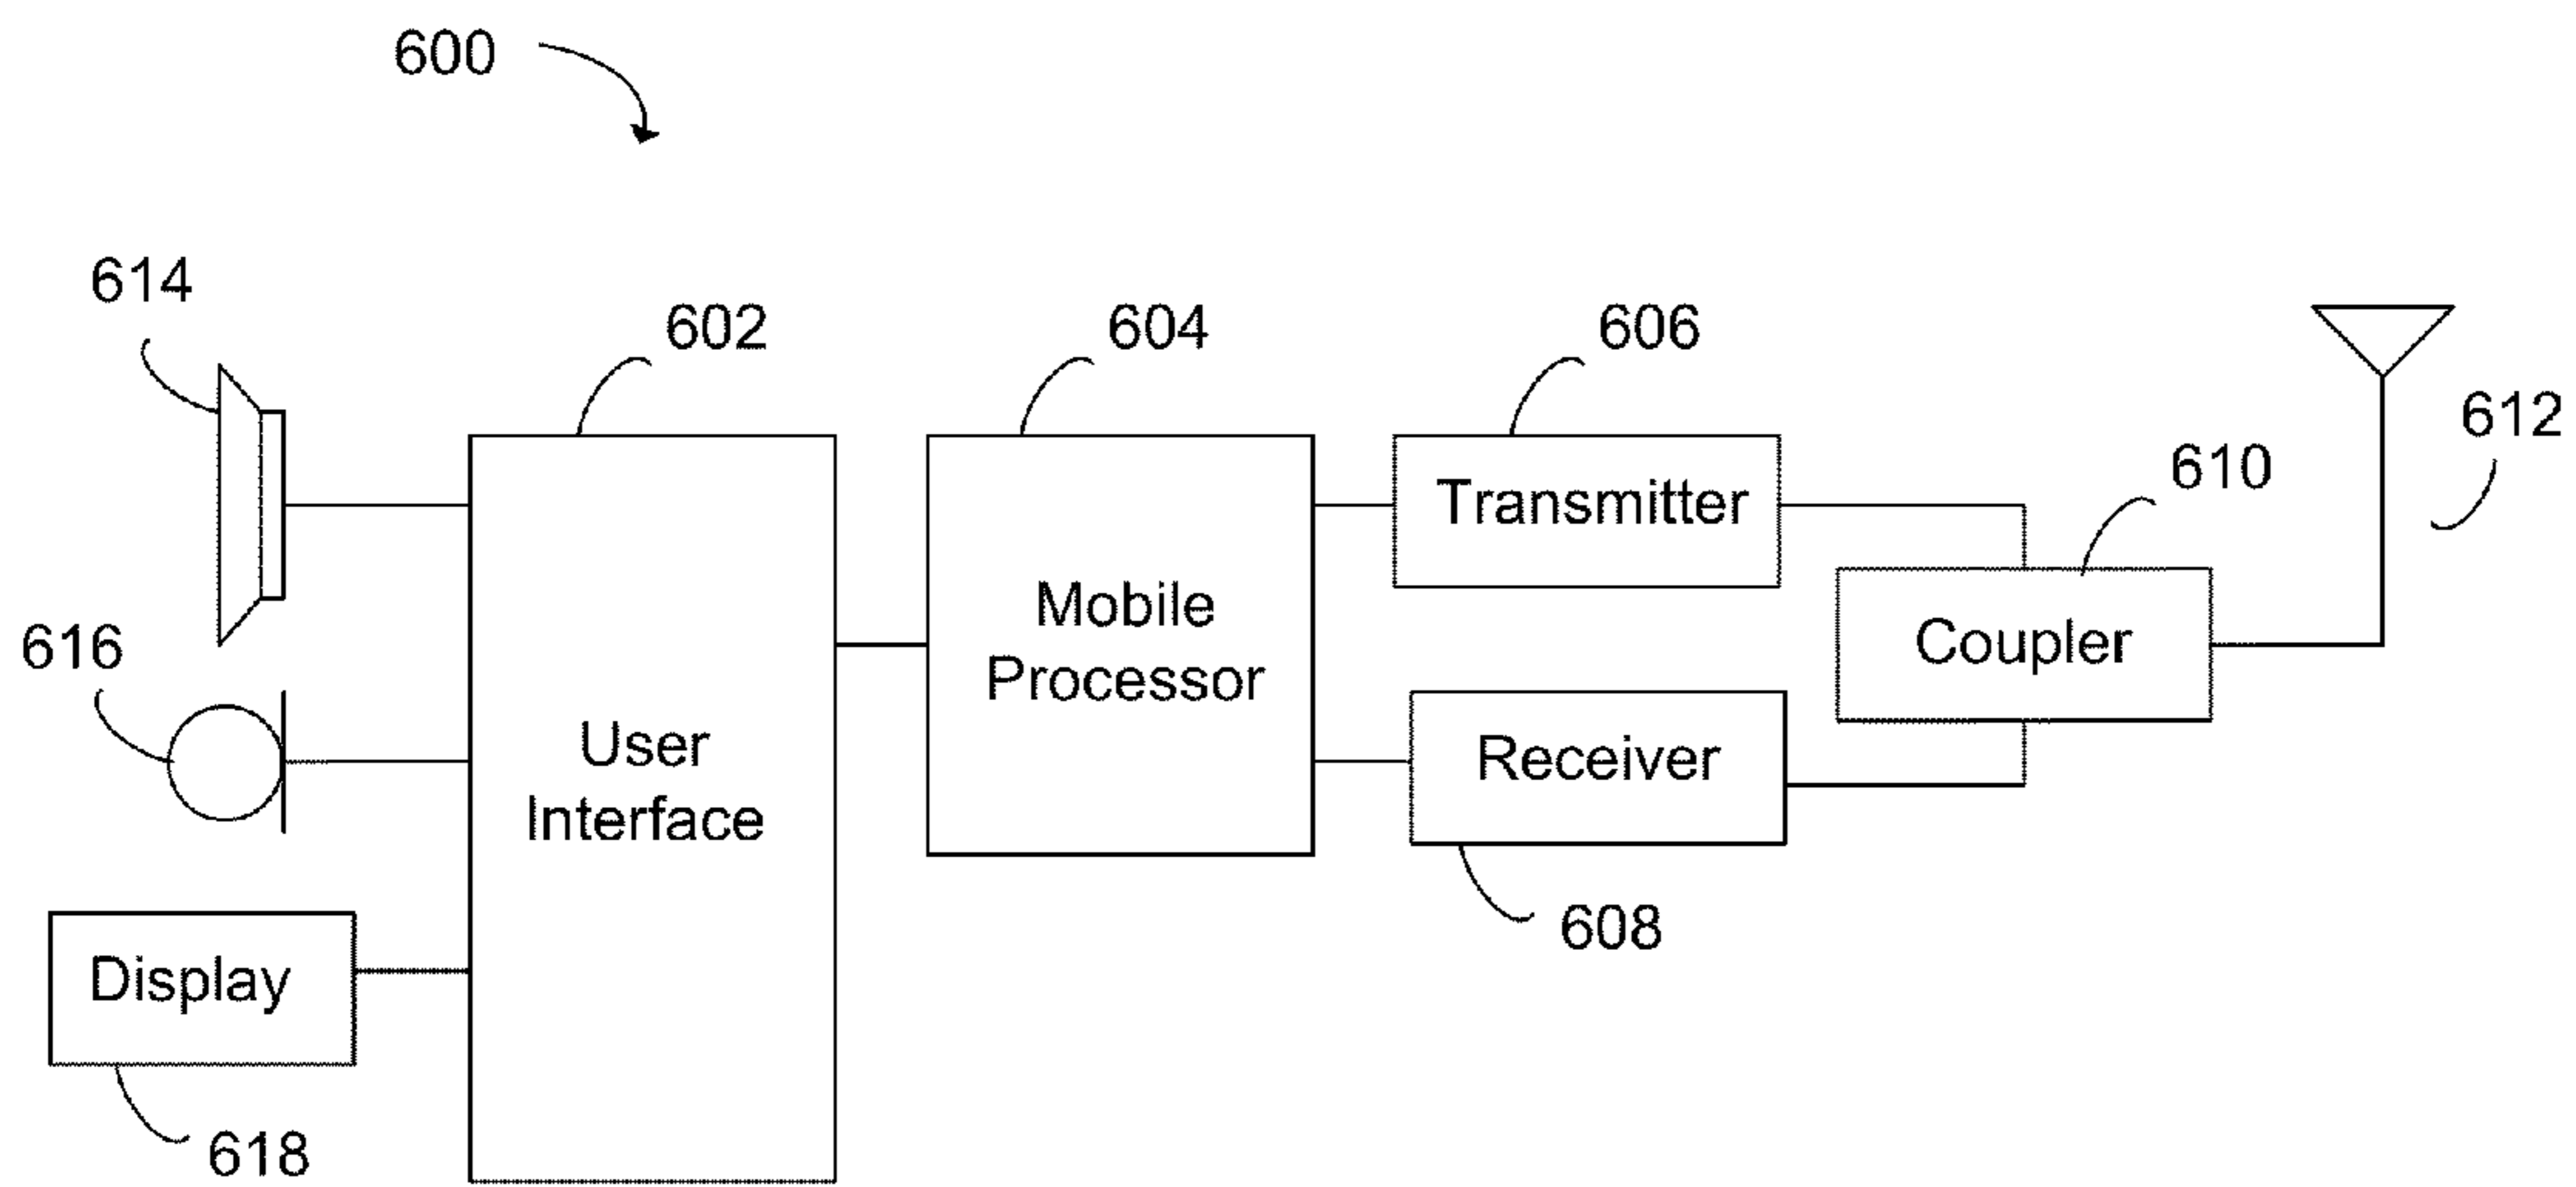 600
614
602
604
606
612
610
Transmitter
Mobile
Processor
Coupler
616
User
Interface
Receiver
608
Display
618